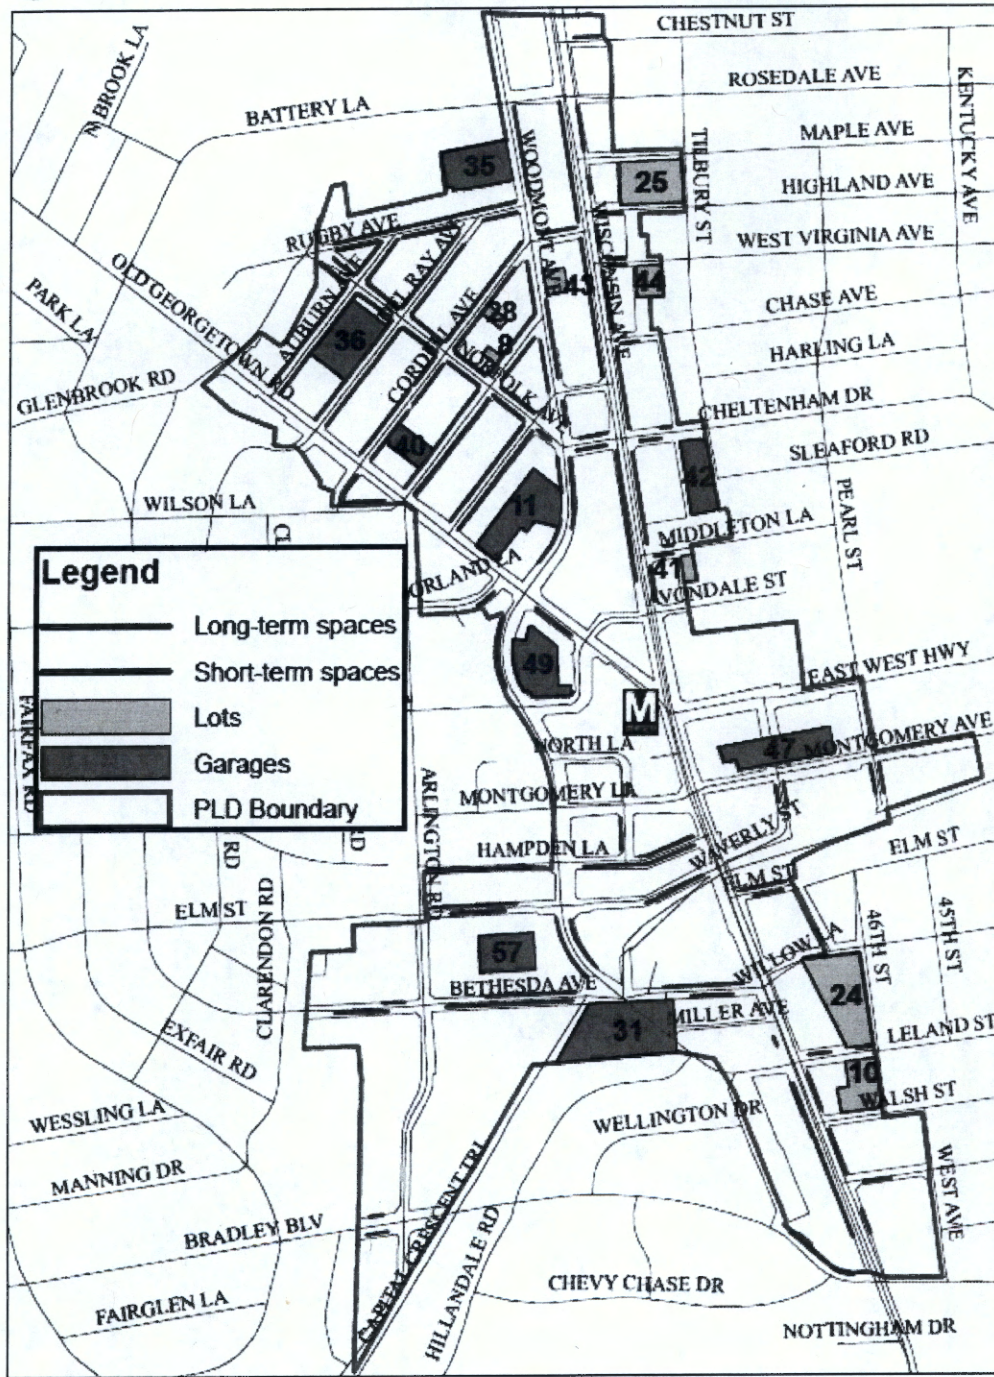 CHESTNUT ST
N BROOK LA
ROSEDALE AVE
KENTUCKY AVE
BATTERY LA
MAPLE AVE
WOODMONT AVE
TILBURY ST
35
25
HIGHLAND AVE
RUGBY AVE
WISCONSIN AVE
WEST VIRGINIA AVE
OLD GEORGETOWN RD
DEL RAY AVE
AUBURN AVE
43
44
PARK LA
CHASE AVE
28
36
CORDELL AVE
9
NORFOLK AVE
HARLING LA
GLENBROOK RD
CHELTENHAM DR
40
SLEAFORD RD
42
WILSON LA
11
PEARL ST
MIDDLETON LA
41
VONDALE ST
ORLAND LA
Legend
Long-term spaces
Short-term spaces
Lots
Garages
PLD Boundary
49
EAST WEST HWY
FAIRFAX RD
M
NORTH LA
47
MONTGOMERY AVE
ARLINGTON RD
MONTGOMERY LA
RD
RD
HAMPDEN LA
WAVERLY ST
ELM ST
ELM ST
ELM ST
CLARENDON RD
46TH ST
45TH ST
57
WILLOW LA
BETHESDA AVE
24
MILLER AVE
31
LELAND ST
EXFAIR RD
10
WALSH ST
WESSLING LA
WELLINGTON DR
MANNING DR
WEST AVE
CAPITAL CRESCENT TRL
BRADLEY BLV
HILLANDALE RD
CHEVY CHASE DR
FAIRGLEN LA
NOTTINGHAM DR